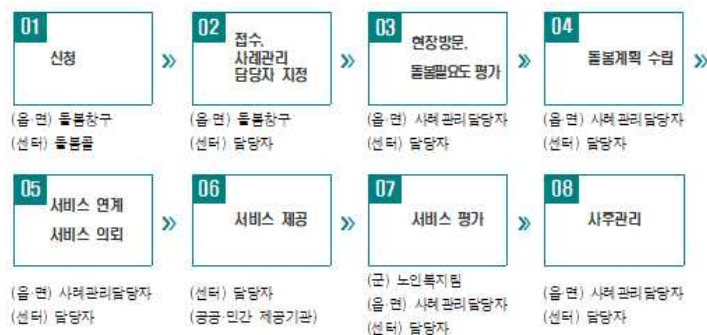 01
신청
(읍·면) 돌봄창구
(센터) 돌봄콜
02
접수,
사례관리
담당자 지정
(읍·면) 돌봄창구
(센터) 담당자
03
현장방문,
돌봄필요도 평가
(읍·면) 사례관리담당자
(센터) 담당자
04
돌봄계획 수립
(읍·면) 사례관리담당자
(센터) 담당자
05
서비스 연계
서비스 의뢰
(읍·면) 사례관리담당자
(센터) 담당자
06
서비스 제공
(센터) 담당자
(공공·민간 제공기관)
07
서비스 평가
(군) 노인복지팀
(읍·면) 사례관리담당자
(센터) 담당자
08
사후관리
(읍·면) 사례관리담당자
(센터) 담당자